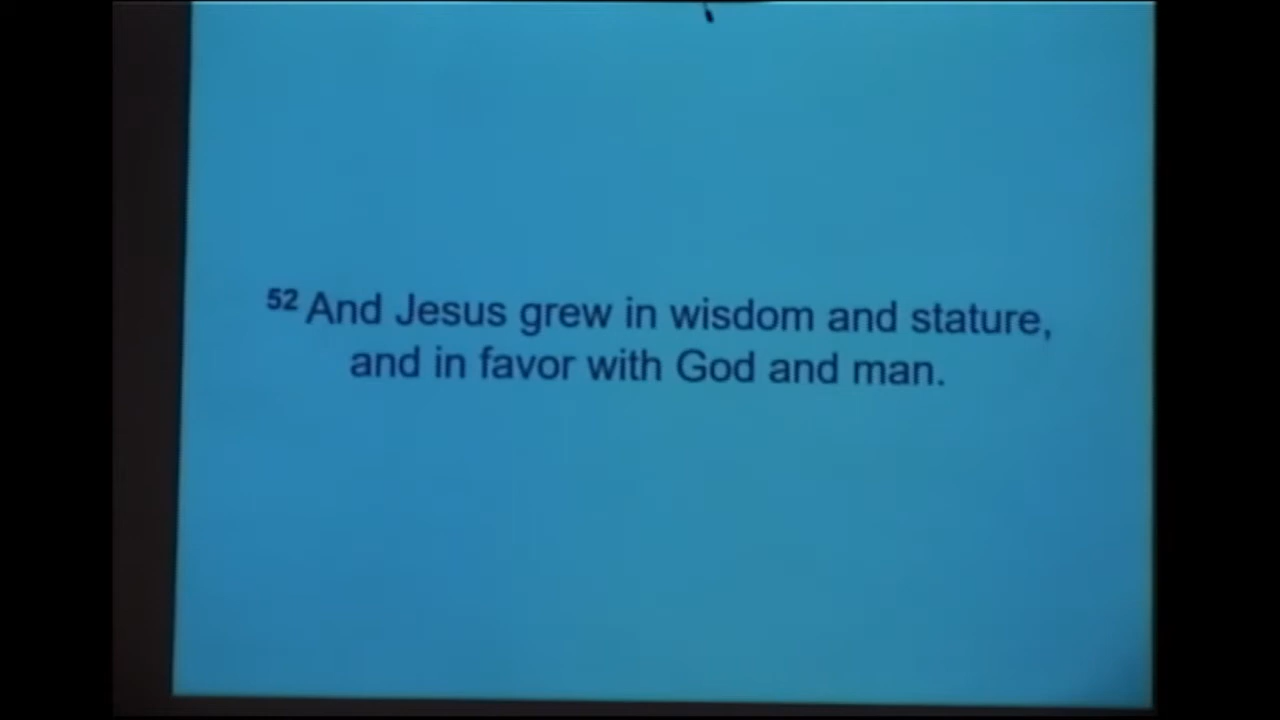 52 And Jesus grew in wisdom and stature,
and in favor with God and man.